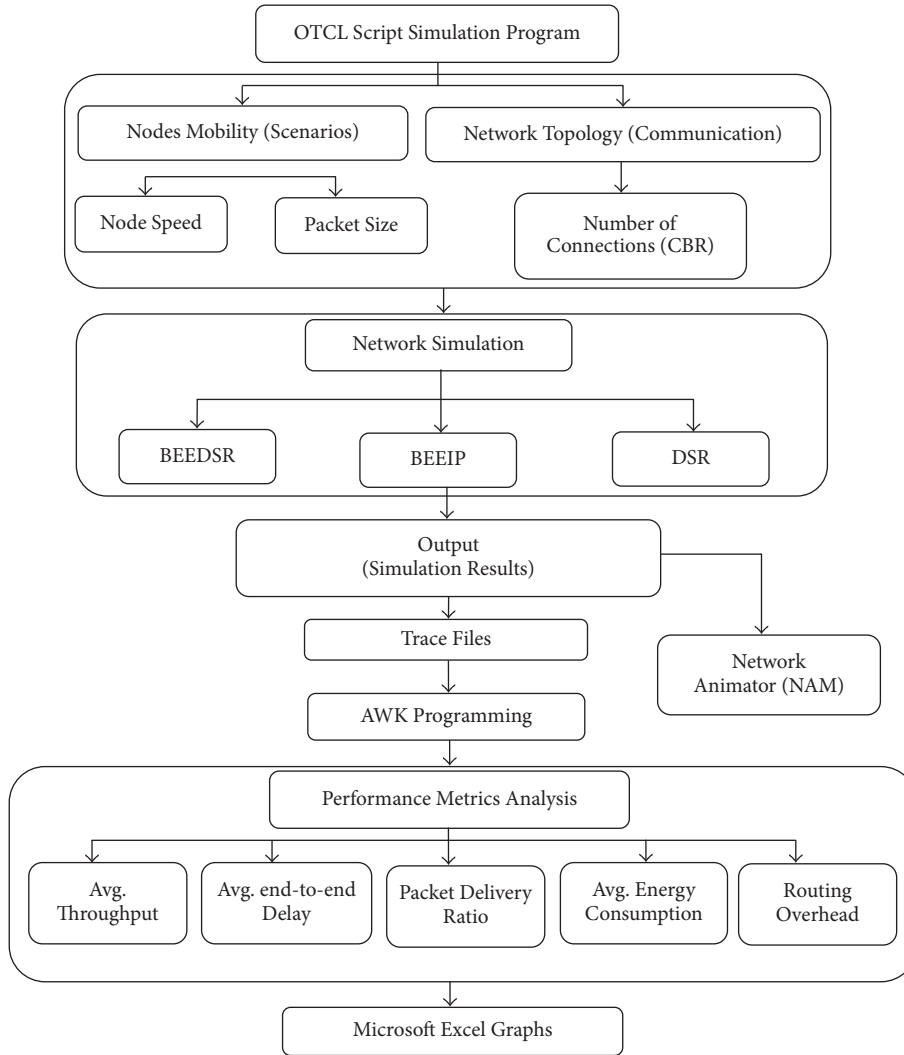 OTCL Script Simulation Program
Nodes Mobility (Scenarios)
Network Topology (Communication)
Node Speed
Packet Size
Number of
Connections (CBR)
Network Simulation
BEEDSR
BEEIP
DSR
Output
(Simulation Results)
Trace Files
Network
Animator (NAM)
AWK Programming
Performance Metrics Analysis
Avg.
Throughput
Avg. end-to-end
Delay
Packet Delivery
Ratio
Avg. Energy
Consumption
Routing
Overhead
Microsoft Excel Graphs